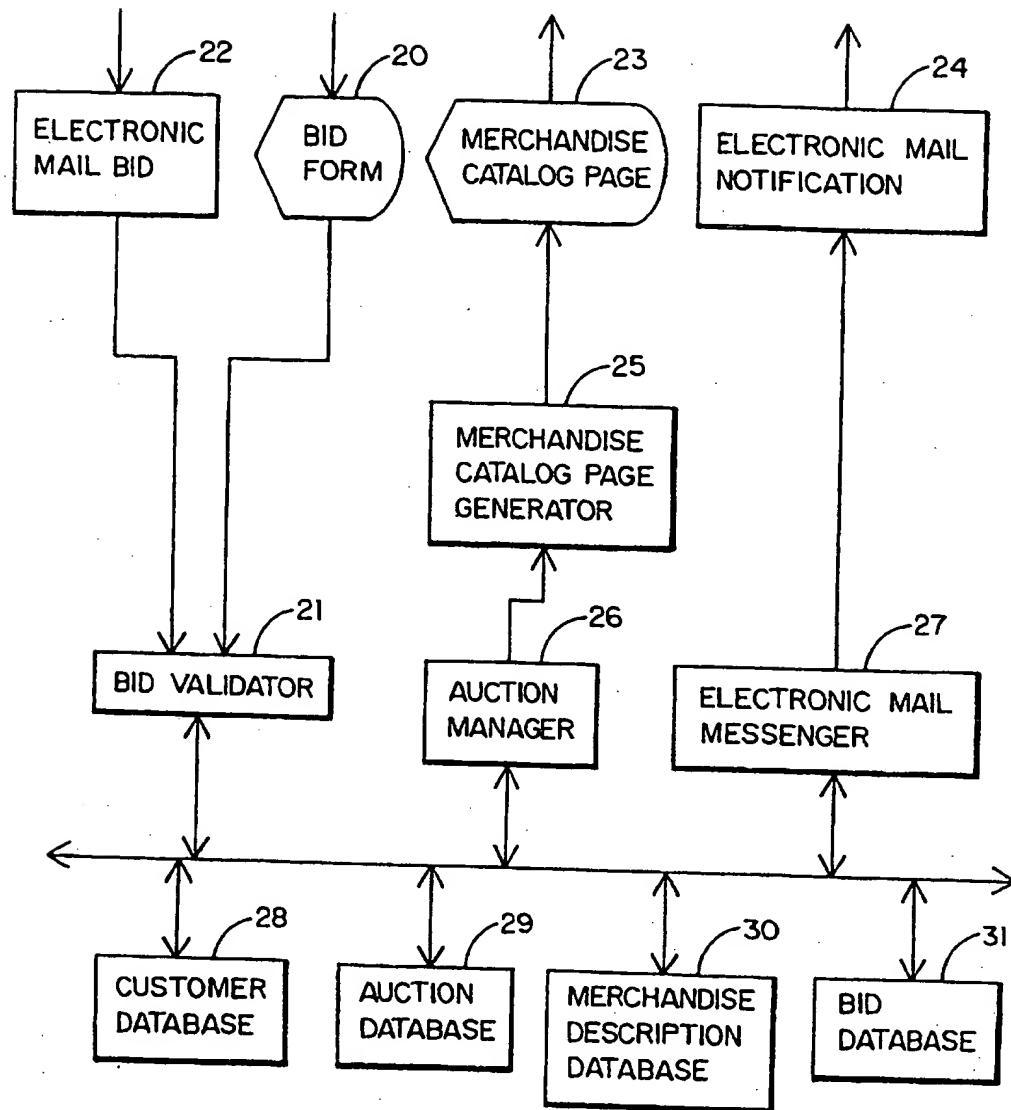 22
20
23
24
ELECTRONIC
MAIL BID
BID
FORM
MERCHANDISE
CATALOG PAGE
ELECTRONIC MAIL
NOTIFICATION
25
MERCHANDISE
CATALOG PAGE
GENERATOR
21
26
27
BID VALIDATOR
AUCTION
MANAGER
ELECTRONIC MAIL
MESSENGER
28
29
30
31
CUSTOMER
DATABASE
AUCTION
DATABASE
MERCHANDISE
DESCRIPTION
DATABASE
BID
DATABASE